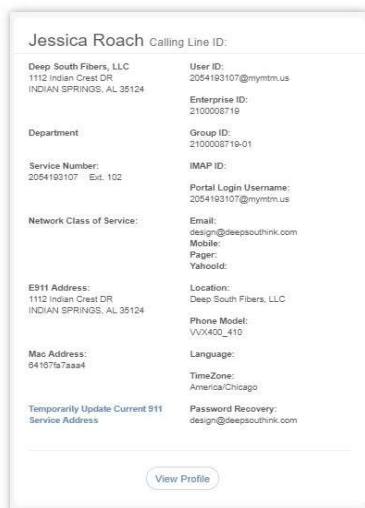 Jessica Roach Calling Line ID:
Deep South Fibers, LLC
1112 Indian Crest DR
INDIAN SPRINGS, AL 35124
User ID:
2054193107@mymtm.us
Enterprise ID:
2100008719
Department
Group ID:
2100008719-01
Service Number:
2054193107 Ext. 102
IMAP ID:
Portal Login Username:
2054193107@mymtm.us
Network Class of Service:
Email:
design@deepsouthink.com
Mobile:
Pager:
YahooId:
E911 Address:
1112 Indian Crest DR
INDIAN SPRINGS, AL 35124
Location:
Deep South Fibers, LLC
Phone Model:
VVX400_410
Mac Address:
64167fa7aaa4
Language:
TimeZone:
America/Chicago
Temporarily Update Current 911
Service Address
Password Recovery:
design@deepsouthink.com
View Profile